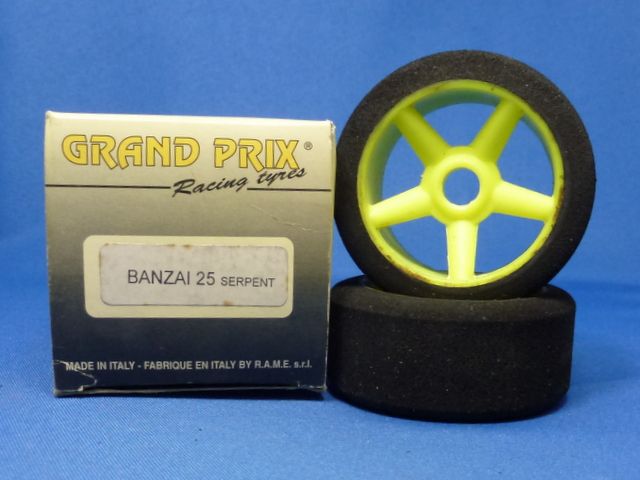 GRAND PRIX®
Racing tyres
BANZAI 25 SERPENT
MADE IN ITALY - FABRIQUE EN ITALY BY R.A.M.E. s.r.l.